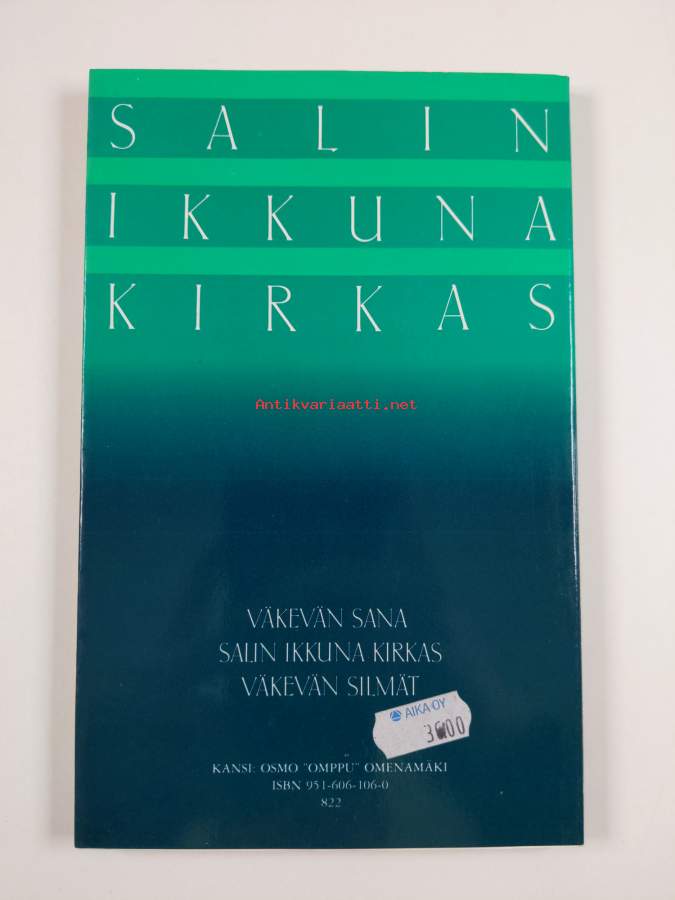 SALIN
IKKUNA
KIRKAS
Antikvariaatti.net
VÄKEVÄN SANA
SALIN IKKUNA KIRKAS
VÄKEVÄN SILMÄT
AIKA OY
KANSI: OSMO "OMPPU" OMENAMÄKI
ISBN 951-606-106-0
822